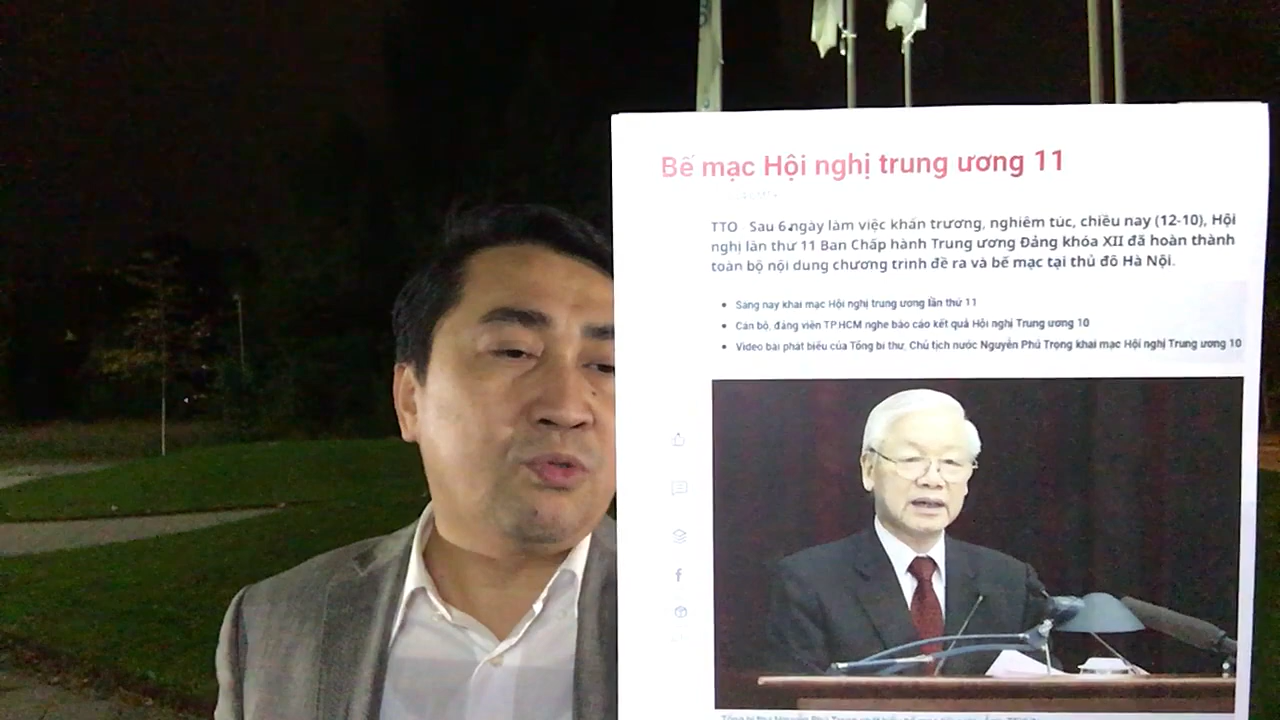 Bế mạc Hội nghị trung ương 11
TTO Sau 6 ngày làm việc khẩn trương, nghiêm túc, chiều nay (12-10), Hội
nghị lần thứ 11 Ban Chấp hành Trung ương Đảng khóa XII đã hoàn thành
toàn bộ nội dung chương trình đề ra và bế mạc tại thủ đô Hà Nội.
Sáng nay khai mạc Hội nghị trung ương lần thứ 11
Cán bộ, đảng viên TP.HCM nghe báo cáo kết quả Hội nghị Trung ương 10
Video bài phát biểu của Tổng bí thư, Chủ tịch nước Nguyễn Phú Trọng khai mạc Hội nghị Trung ương 10